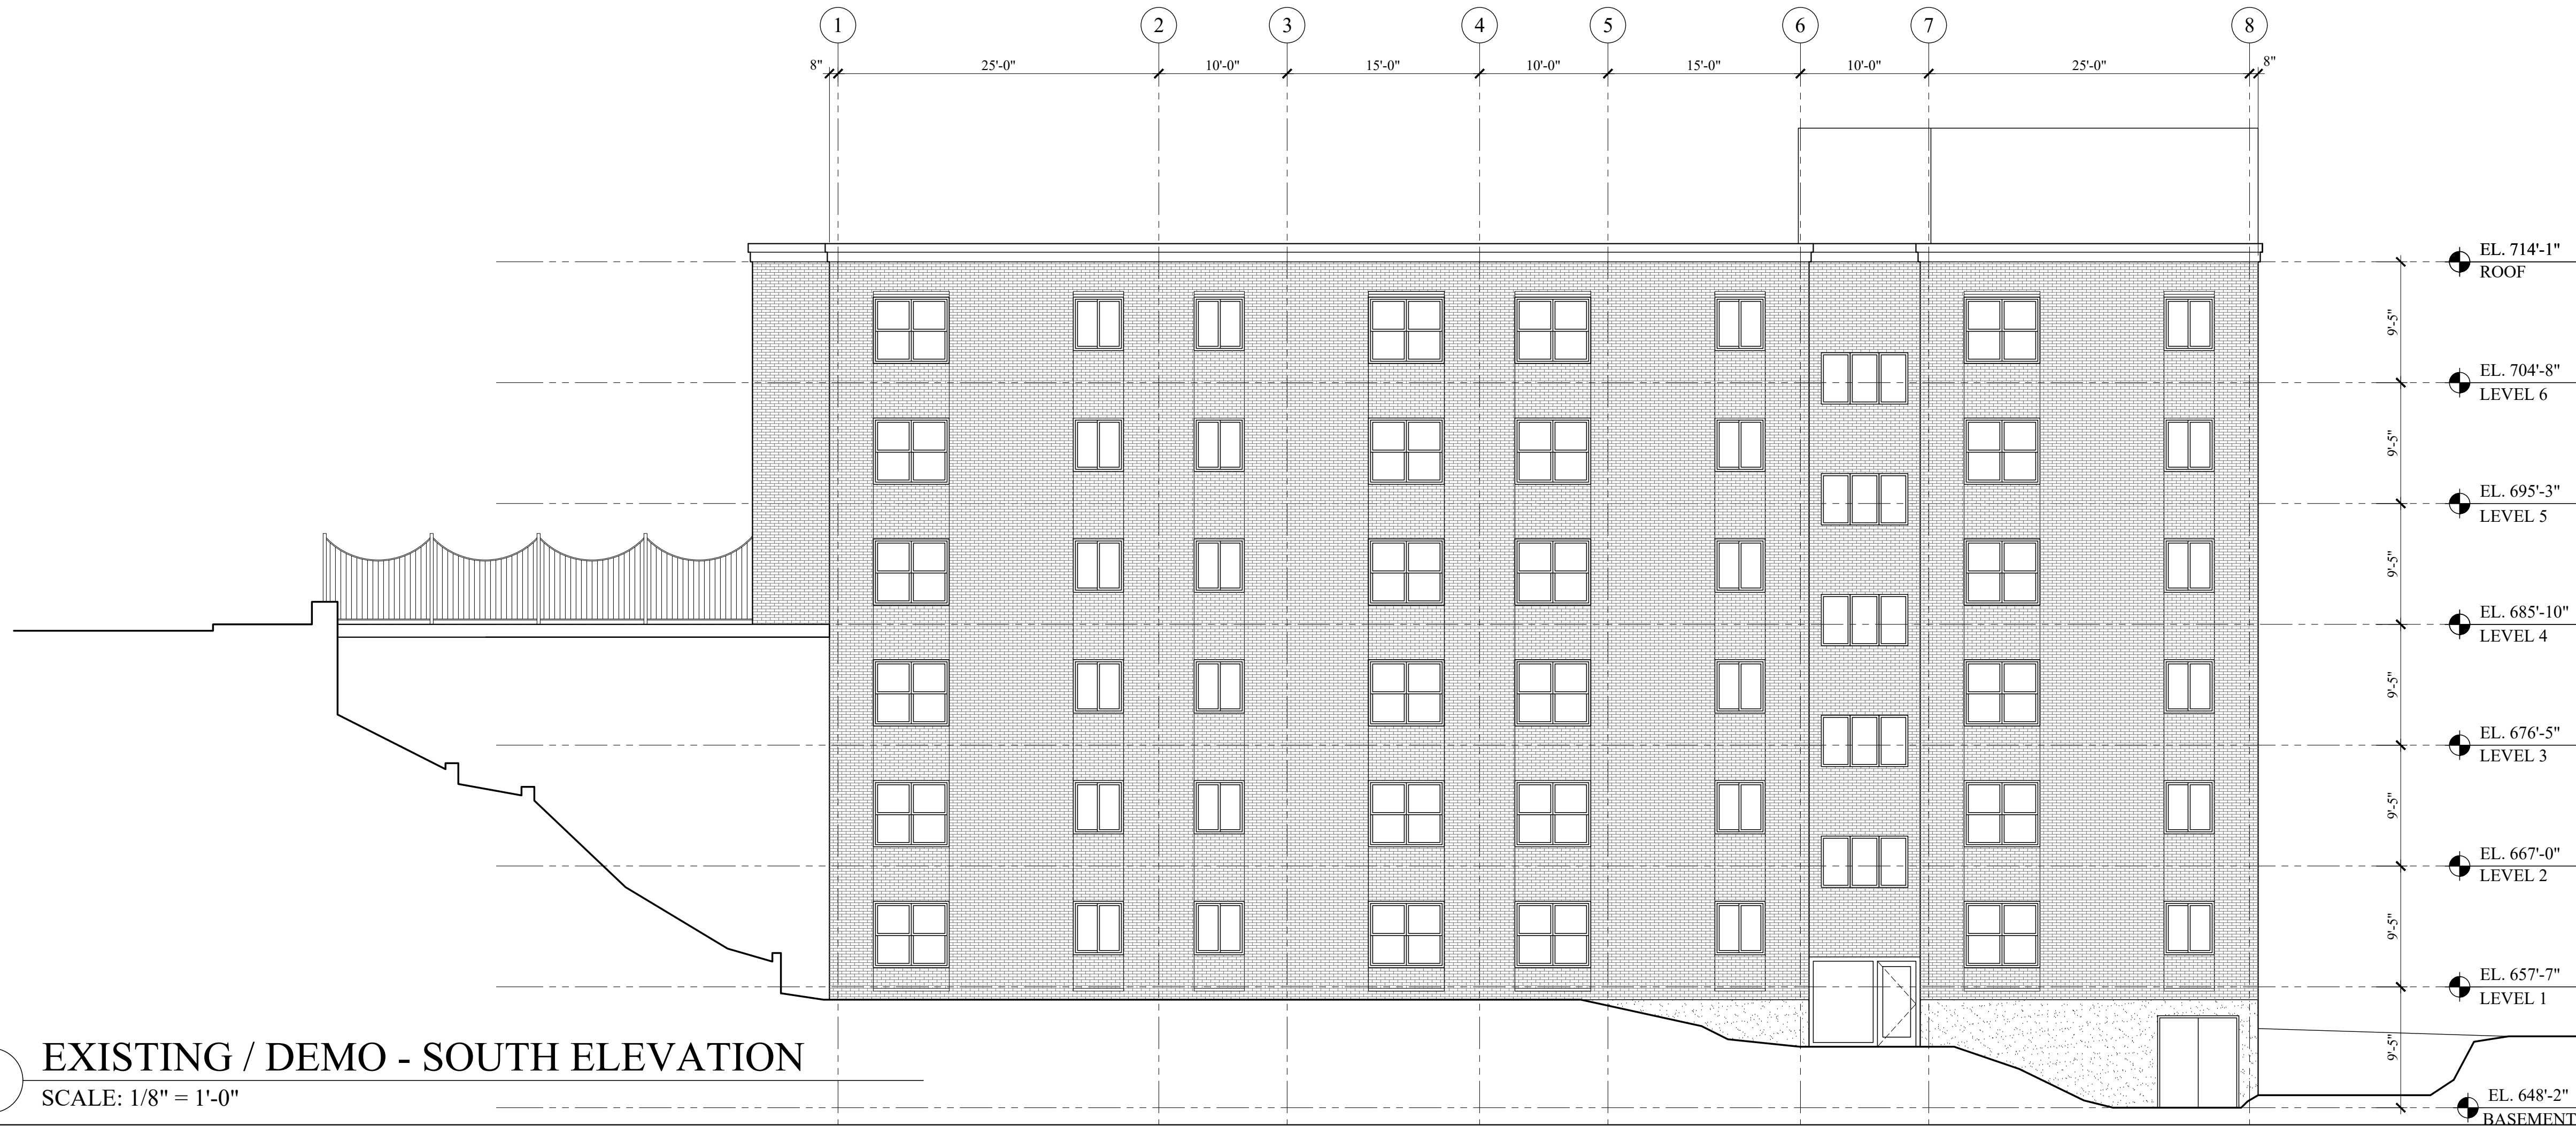 1 2 3 4 5 6 7 8
8" 25'-0" 10'-0" 15'-0" 10'-0" 15'-0" 10'-0" 25'-0" 8"
EL. 714'-1"
ROOF
9'-5"
EL. 704'-8"
LEVEL 6
9'-5"
EL. 695'-3"
LEVEL 5
9'-5"
EL. 685'-10"
LEVEL 4
9'-5"
EL. 676'-5"
LEVEL 3
9'-5"
EL. 667'-0"
LEVEL 2
9'-5"
EL. 657'-7"
LEVEL 1
9'-5"
EL. 648'-2"
BASEMENT
EXISTING / DEMO - SOUTH ELEVATION
SCALE: 1/8" = 1'-0"